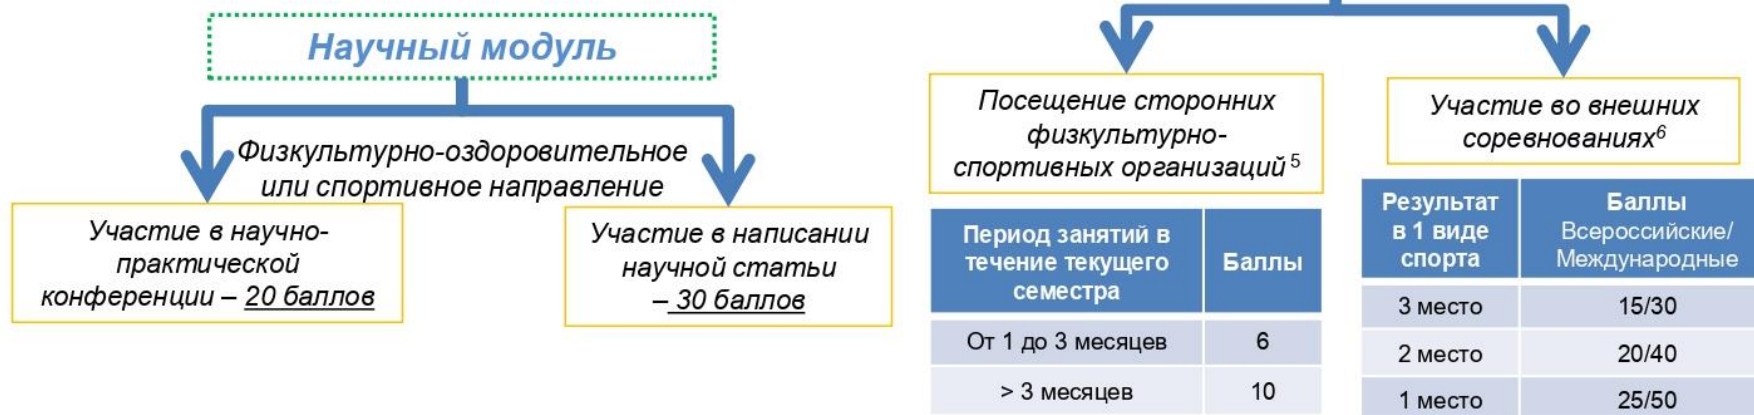 Научный модуль
Физкультурно-оздоровительное
или спортивное направление
Участие в научно-
практической
конференции – 20 баллов
Участие в написании
научной статьи
– 30 баллов
Посещение сторонних
физкультурно-
спортивных организаций 5
Период занятий в
течение текущего
семестра
Баллы
От 1 до 3 месяцев
6
> 3 месяцев
10
Участие во внешних
соревнованиях6
Результат
в 1 виде
спорта
Баллы
Всероссийские/
Международные
3 место
15/30
2 место
20/40
1 место
25/50